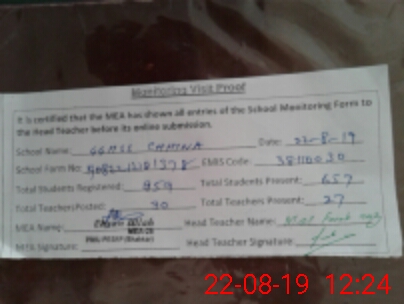 Monitoring Visit Proof
It is certified that the MEA has shown all entries of the School Monitoring Form to
the Head Teacher before its online submission.
School Name: GGHSS Date: 22-8-19
School Form No: EMIS Code: 38110030
Total Students Registered: 859 Total Students Present: 657
Total Teachers Posted: 30 Total Teachers Present: 27
MEA Name: Head Teacher Name:
MEA Signature: Head Teacher Signature
22-08-19 12:24